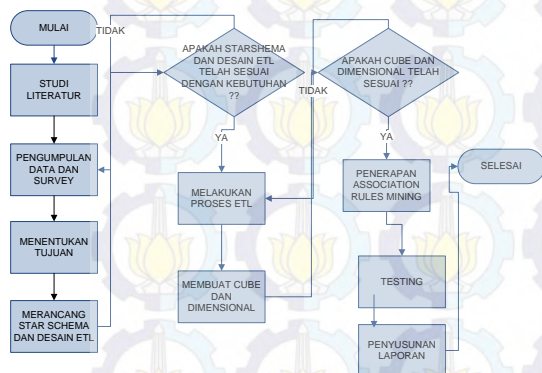 MULAI
TIDAK
STUDI
LITERATUR
PENGUMPULAN
DATA DAN
SURVEY
MENENTUKAN
TUJUAN
MERANCANG
STAR SCHEMA
DAN DESAIN ETL
APAKAH STARSHEMA
DAN DESAIN ETL
TELAH SESUAI
DENGAN KEBUTUHAN
??
YA
MELAKUKAN
PROSES ETL
MEMBUAT CUBE
DAN
DIMENSIONAL
TIDAK
APAKAH CUBE DAN
DIMENSIONAL TELAH
SESUAI ??
YA
PENERAPAN
ASSOCIATION
RULES MINING
TESTING
PENYUSUNAN
LAPORAN
SELESAI